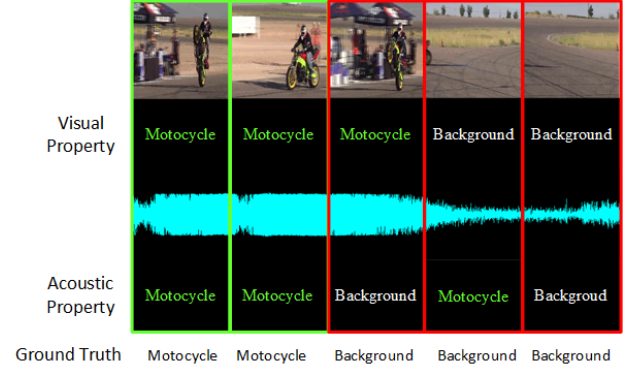 Visual
Property
Motocycle Motocycle Motocycle Background Background
Acoustic
Property
Motocycle Motocycle Background Motocycle Backgroud
Ground Truth Motocycle Motocycle Background Background Background